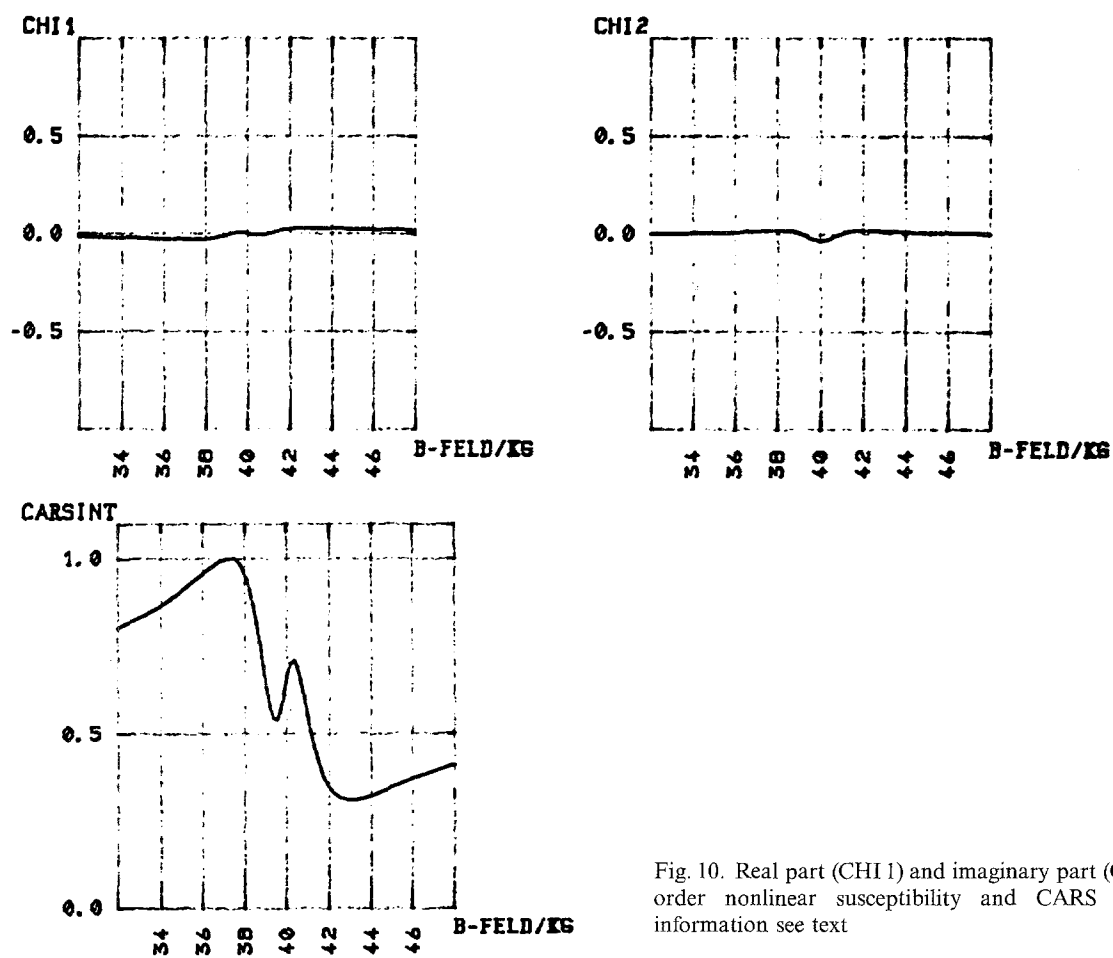 CHI1
0.5
0.0
-0.5
34 36 38 40 42 44 46
B-FELD/KG
CHI2
0.5
0.0
-0.5
34 36 38 40 42 44 46
B-FELD/KG
CARSINT
1.0
0.5
0.0
34 36 38 40 42 44 46
B-FELD/KG
Fig. 10. Real part (CHI 1) and imaginary part (
order nonlinear susceptibility and CARS
information see text